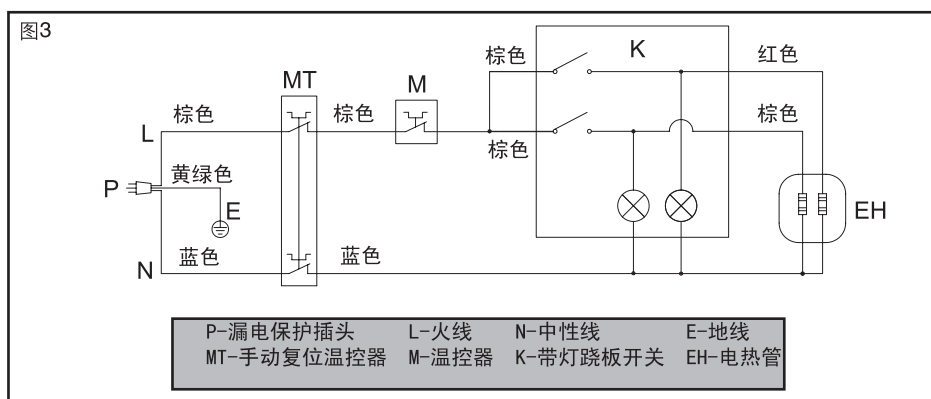 图3
K
棕色
红色
MT
M
棕色
棕色
棕色
L
棕色
黄绿色
P
E
EH
蓝色
蓝色
N
P-漏电保护插头 L-火线 N-中性线 E-地线
MT-手动复位温控器 M-温控器 K-带灯跷板开关 EH-电热管